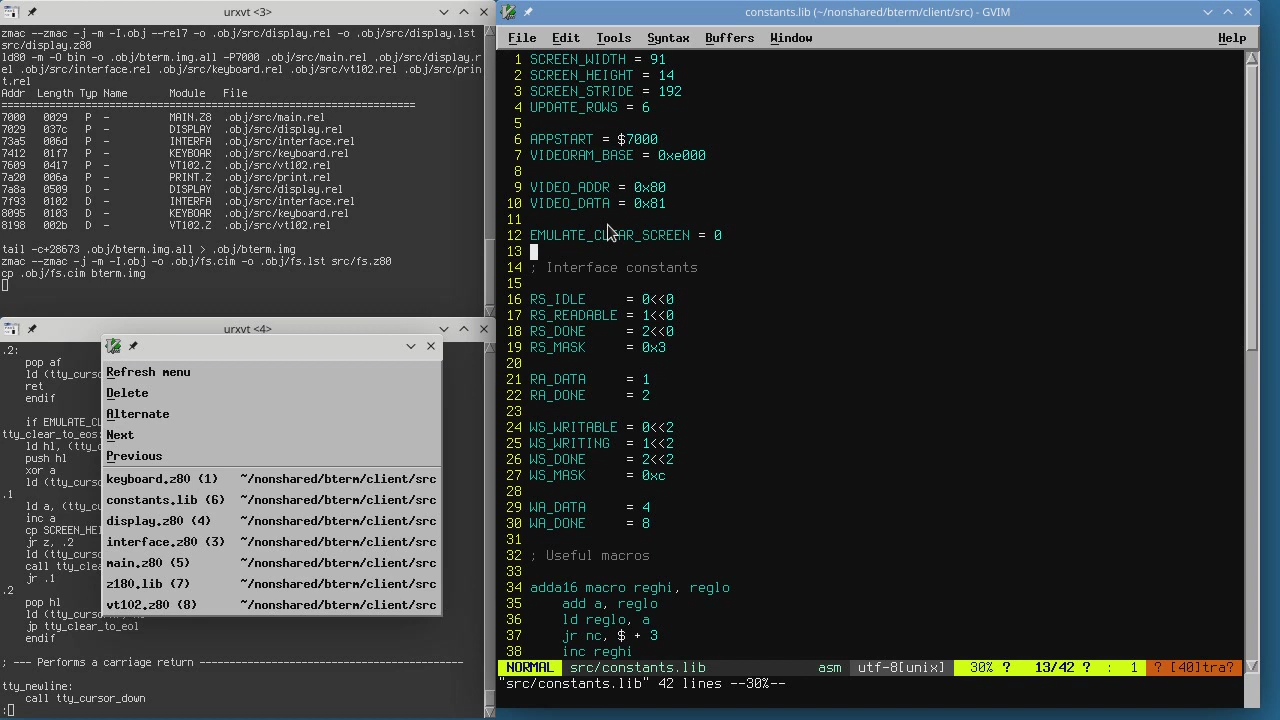 urxvt <3>
zmac --zmac -j -m -I.obj --rel7 -o .obj/src/display.rel -o .obj/src/display.lst
src/display.z80
ld80 -m -O bin -o .obj/bterm.img.all -P7000 .obj/src/main.rel .obj/src/display.r
el .obj/src/interface.rel .obj/src/keyboard.rel .obj/src/vt102.rel .obj/src/prin
t.rel
Addr Length Typ Name Module File
7000 0029 P - MAIN.Z8 .obj/src/main.rel
7029 037c P - DISPLAY .obj/src/display.rel
73a5 006d P - INTERFA .obj/src/interface.rel
7412 01f7 P - KEYBOAR .obj/src/keyboard.rel
7609 0417 P - VT102.Z .obj/src/vt102.rel
7a20 006a P - PRINT.Z .obj/src/print.rel
7a8a 0509 D - DISPLAY .obj/src/display.rel
7f93 0102 D - INTERFA .obj/src/interface.rel
8095 0103 D - KEYBOAR .obj/src/keyboard.rel
8198 002b D - VT102.Z .obj/src/vt102.rel
tail -c+28673 .obj/bterm.img.all > .obj/bterm.img
zmac --zmac -j -m -I.obj -o .obj/fs.cim -o .obj/fs.lst src/fs.z80
cp .obj/fs.cim bterm.img
urxvt <4>
.2:
pop af
ld (tty_curso
ret
endif
if EMULATE_CL
tty_clear_to_eos:
ld hl, (tty_c
push hl
xor a
ld (tty_curso
.1
ld a, (tty_cu
inc a
cp SCREEN_HEI
jr z, .2
ld (tty_curso
call tty_clea
jr .1
.2
pop hl
jp tty_clear_to_eol
endif
; --- Performs a carriage return ------------------------------------------
tty_newline:
call tty_cursor_down
:
Refresh menu
Delete
Alternate
Next
Previous
keyboard.z80 (1) ~/nonshared/bterm/client/src
constants.lib (6) ~/nonshared/bterm/client/src
display.z80 (4) ~/nonshared/bterm/client/src
interface.z80 (3) ~/nonshared/bterm/client/src
main.z80 (5) ~/nonshared/bterm/client/src
z180.lib (7) ~/nonshared/bterm/client/src
vt102.z80 (8) ~/nonshared/bterm/client/src
constants.lib (~/nonshared/bterm/client/src) - GVIM
File Edit Tools Syntax Buffers Window Help
1 SCREEN_WIDTH = 91
2 SCREEN_HEIGHT = 14
3 SCREEN_STRIDE = 192
4 UPDATE_ROWS = 6
5
6 APPSTART = $7000
7 VIDEORAM_BASE = 0xe000
8
9 VIDEO_ADDR = 0x80
10 VIDEO_DATA = 0x81
11
12 EMULATE_CLEAR_SCREEN = 0
13
14 ; Interface constants
15
16 RS_IDLE = 0<<0
17 RS_READABLE = 1<<0
18 RS_DONE = 2<<0
19 RS_MASK = 0x3
20
21 RA_DATA = 1
22 RA_DONE = 2
23
24 WS_WRITABLE = 0<<2
25 WS_WRITING = 1<<2
26 WS_DONE = 2<<2
27 WS_MASK = 0xc
28
29 WA_DATA = 4
30 WA_DONE = 8
31
32 ; Useful macros
33
34 adda16 macro reghi, reglo
35 add a, reglo
36 ld reglo, a
37 jr nc, $ + 3
38 inc reghi
NORMAL src/constants.lib asm utf-8[unix] 30% ? 13/42 ? : 1 ? [40]tra?
"src/constants.lib" 42 lines --30%--